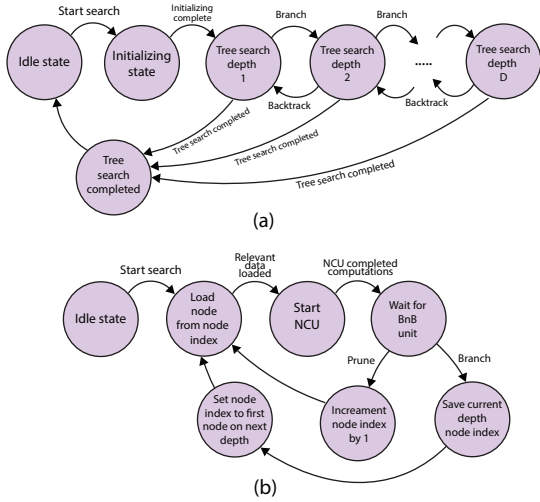 Start search
Initializing
complete
Branch
Branch
Idle state
Initializing
state
Tree search
depth
1
Tree search
depth
2
.....
Tree search
depth
D
Backtrack
Backtrack
Tree search completed
Tree search completed
Tree search completed
Tree
search
completed
(a)
Start search
Relevant
data
loaded
NCU completed
computations
Idle state
Load
node
from node
index
Start
NCU
Wait for
BnB
unit
Prune
Branch
Set node
index to first
node on next
depth
Increament
node index
by 1
Save current
depth
node index
(b)